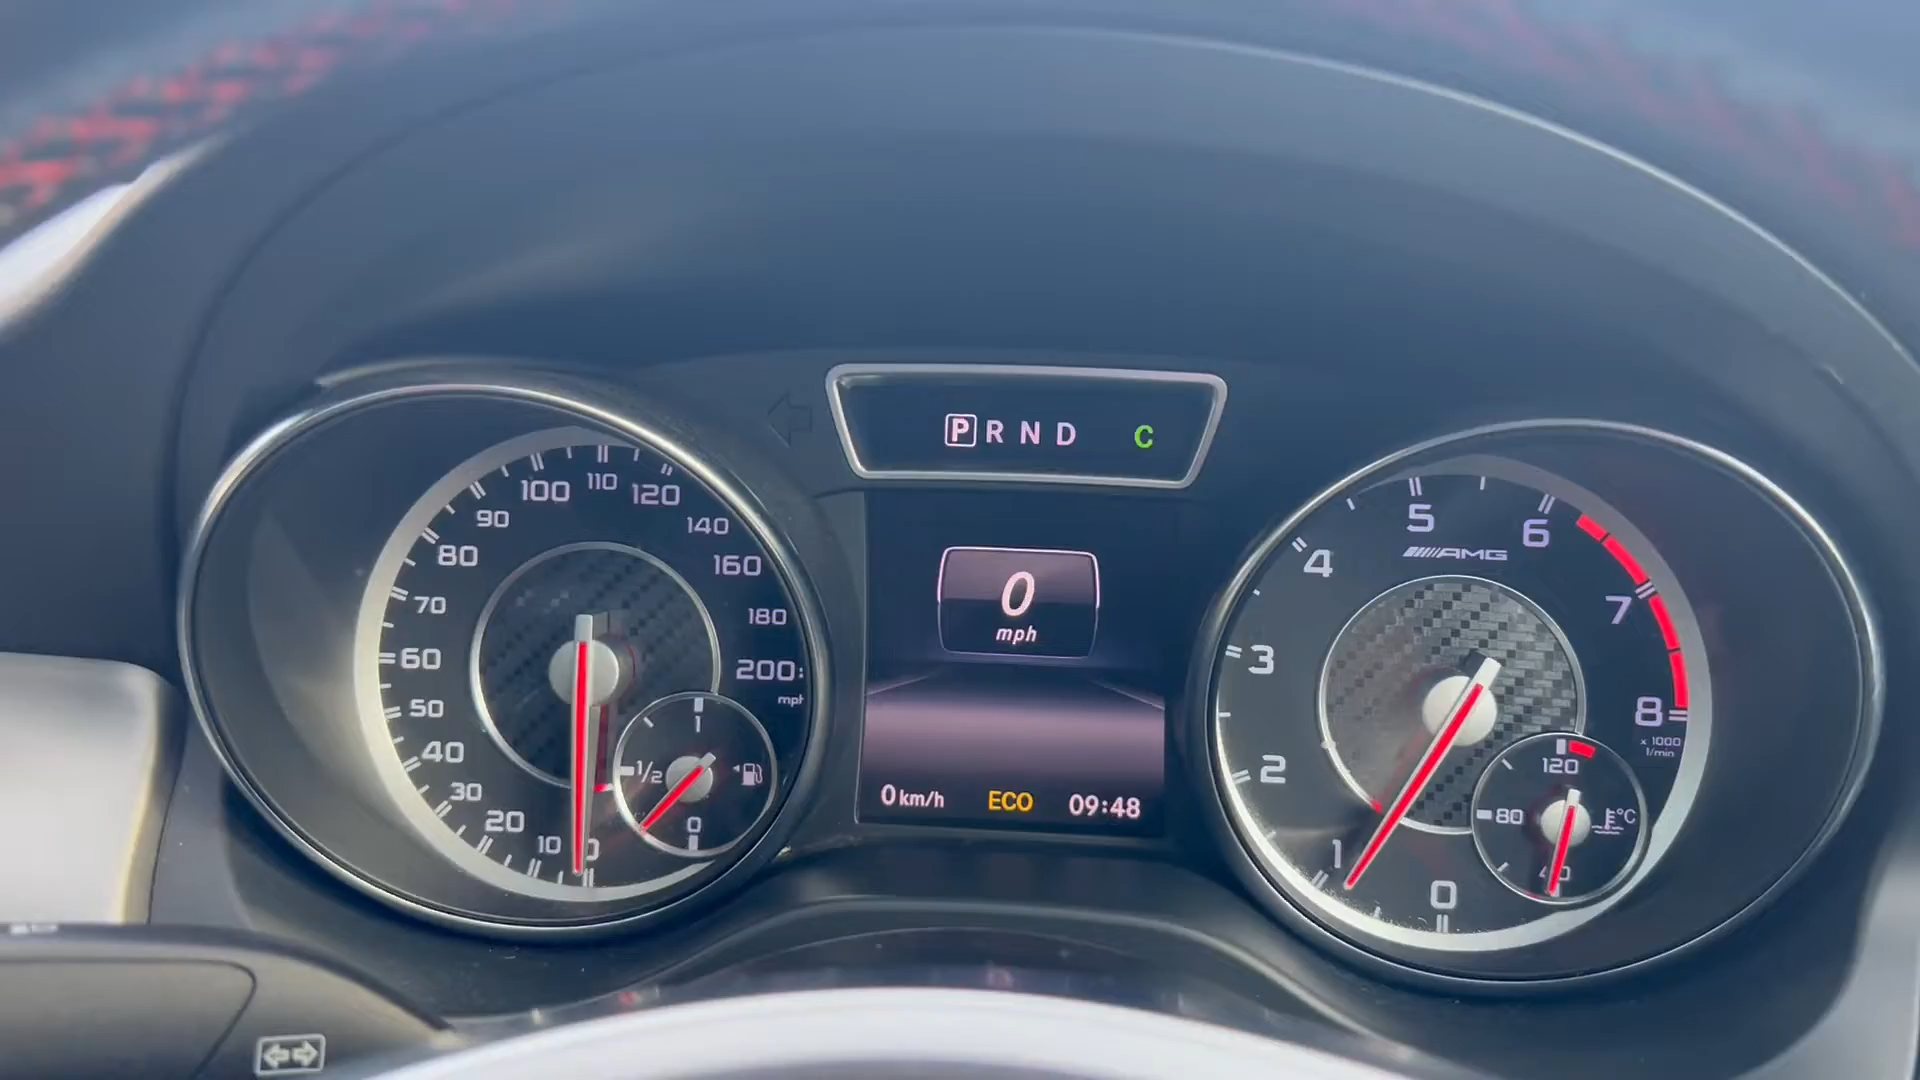 P R N D C
100 110 120
90 140
80 160
70 180
60 200
mph
50
40
30
20
10 0
1
1/2
0
0
mph
0 km/h ECO 09:48
5
4 6
AMG
3 7
2 8
x 1000
1/min
1
0
120
80 °C
40